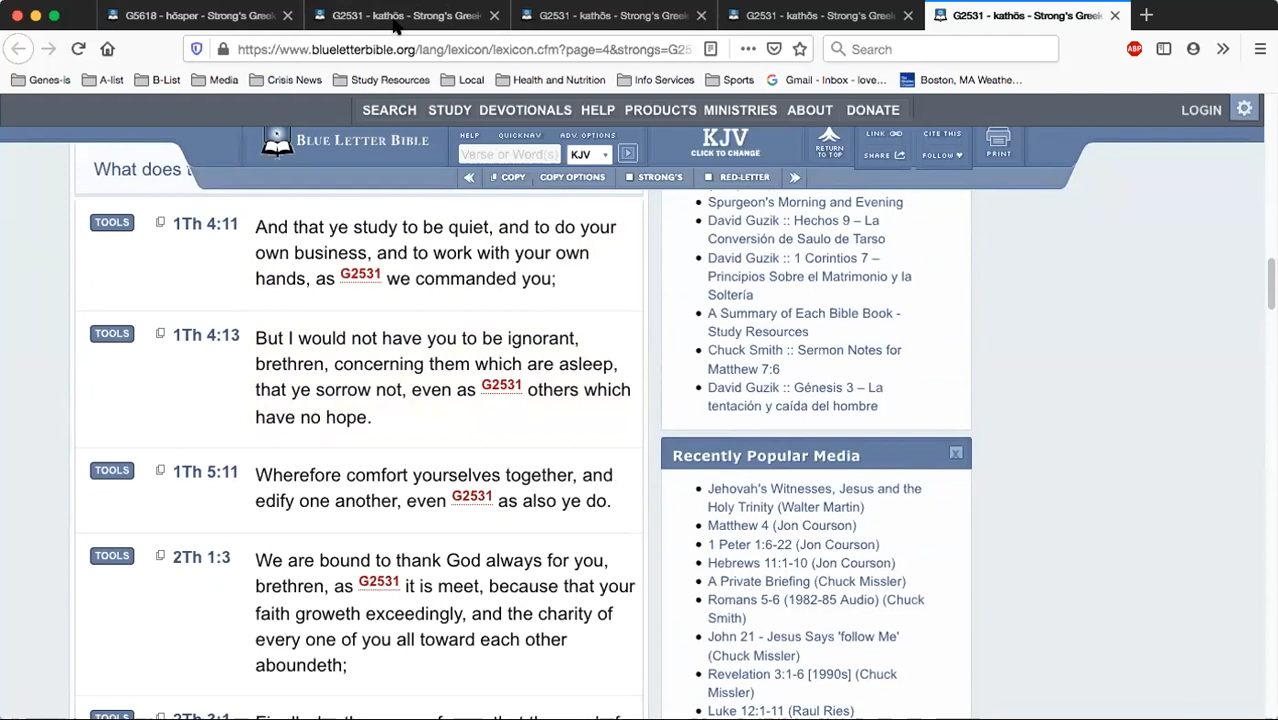 G5618 - hōsper - Strong's Greek
G2531 - kathōs - Strong's Greek
G2531 - kathōs - Strong's Greek
G2531 - kathōs - Strong's Greek
G2531 - kathōs - Strong's Greek
https://www.blueletterbible.org/lang/lexicon/lexicon.cfm?page=4&strongs=G25
Search
ABP
Genes-is
A-list
B-List
Media
Crisis News
Study Resources
Local
Health and Nutrition
Info Services
Sports
Gmail - Inbox - love...
Boston, MA Weathe...
SEARCH STUDY DEVOTIONALS HELP PRODUCTS MINISTRIES ABOUT DONATE
LOGIN
BLUE LETTER BIBLE
HELP QUICKNAV ADV. OPTIONS
Verse or Word(s)
KJV
KJV
CLICK TO CHANGE
RETURN
TO TOP
LINK
SHARE
CITE THIS
FOLLOW
PRINT
COPY COPY OPTIONS STRONG'S RED-LETTER
What does t
TOOLS 1Th 4:11 And that ye study to be quiet, and to do your
own business, and to work with your own
hands, as G2531 we commanded you;
TOOLS 1Th 4:13 But I would not have you to be ignorant,
brethren, concerning them which are asleep,
that ye sorrow not, even as G2531 others which
have no hope.
TOOLS 1Th 5:11 Wherefore comfort yourselves together, and
edify one another, even G2531 as also ye do.
TOOLS 2Th 1:3 We are bound to thank God always for you,
brethren, as G2531 it is meet, because that your
faith groweth exceedingly, and the charity of
every one of you all toward each other
aboundeth;
Spurgeon's Morning and Evening
David Guzik :: Hechos 9 – La
Conversión de Saulo de Tarso
David Guzik :: 1 Corintios 7 –
Principios Sobre el Matrimonio y la
Soltería
A Summary of Each Bible Book -
Study Resources
Chuck Smith :: Sermon Notes for
Matthew 7:6
David Guzik :: Génesis 3 – La
tentación y caída del hombre
Recently Popular Media
X
Jehovah's Witnesses, Jesus and the
Holy Trinity (Walter Martin)
Matthew 4 (Jon Courson)
1 Peter 1:6-22 (Jon Courson)
Hebrews 11:1-10 (Jon Courson)
A Private Briefing (Chuck Missler)
Romans 5-6 (1982-85 Audio) (Chuck
Smith)
John 21 - Jesus Says 'follow Me'
(Chuck Missler)
Revelation 3:1-6 [1990s] (Chuck
Missler)
Luke 12:1-11 (Raul Ries)